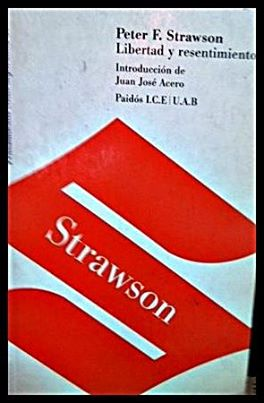 Peter F. Strawson
Libertad y resentimiento
Introducción de
Juan José Acero
Paidós I.C.E / U.A.B
Strawson